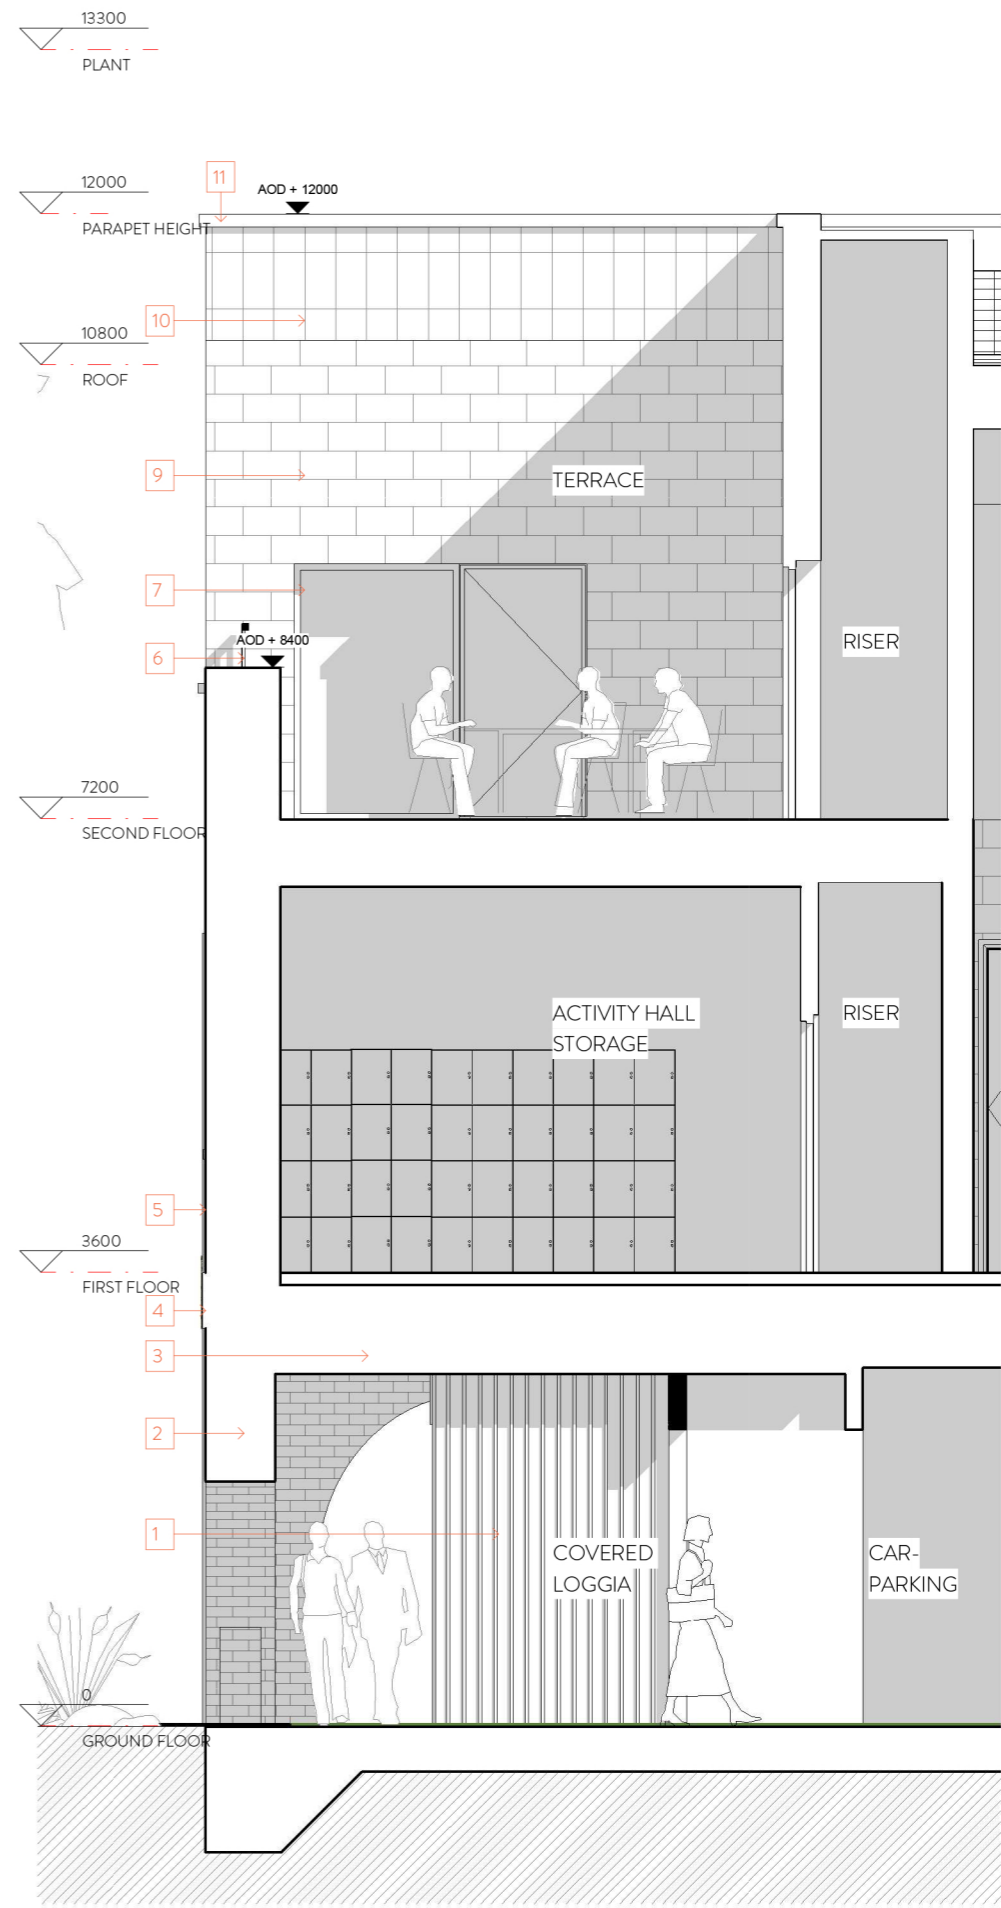 13300
PLANT
11
12000
AOD + 12000
PARAPET HEIGHT
10
10800
ROOF
9
TERRACE
7
AOD + 8400
6
RISER
7200
SECOND FLOOR
ACTIVITY HALL
STORAGE
RISER
5
3600
FIRST FLOOR
4
3
2
1
COVERED
LOGGIA
CAR-
PARKING
0
GROUND FLOOR